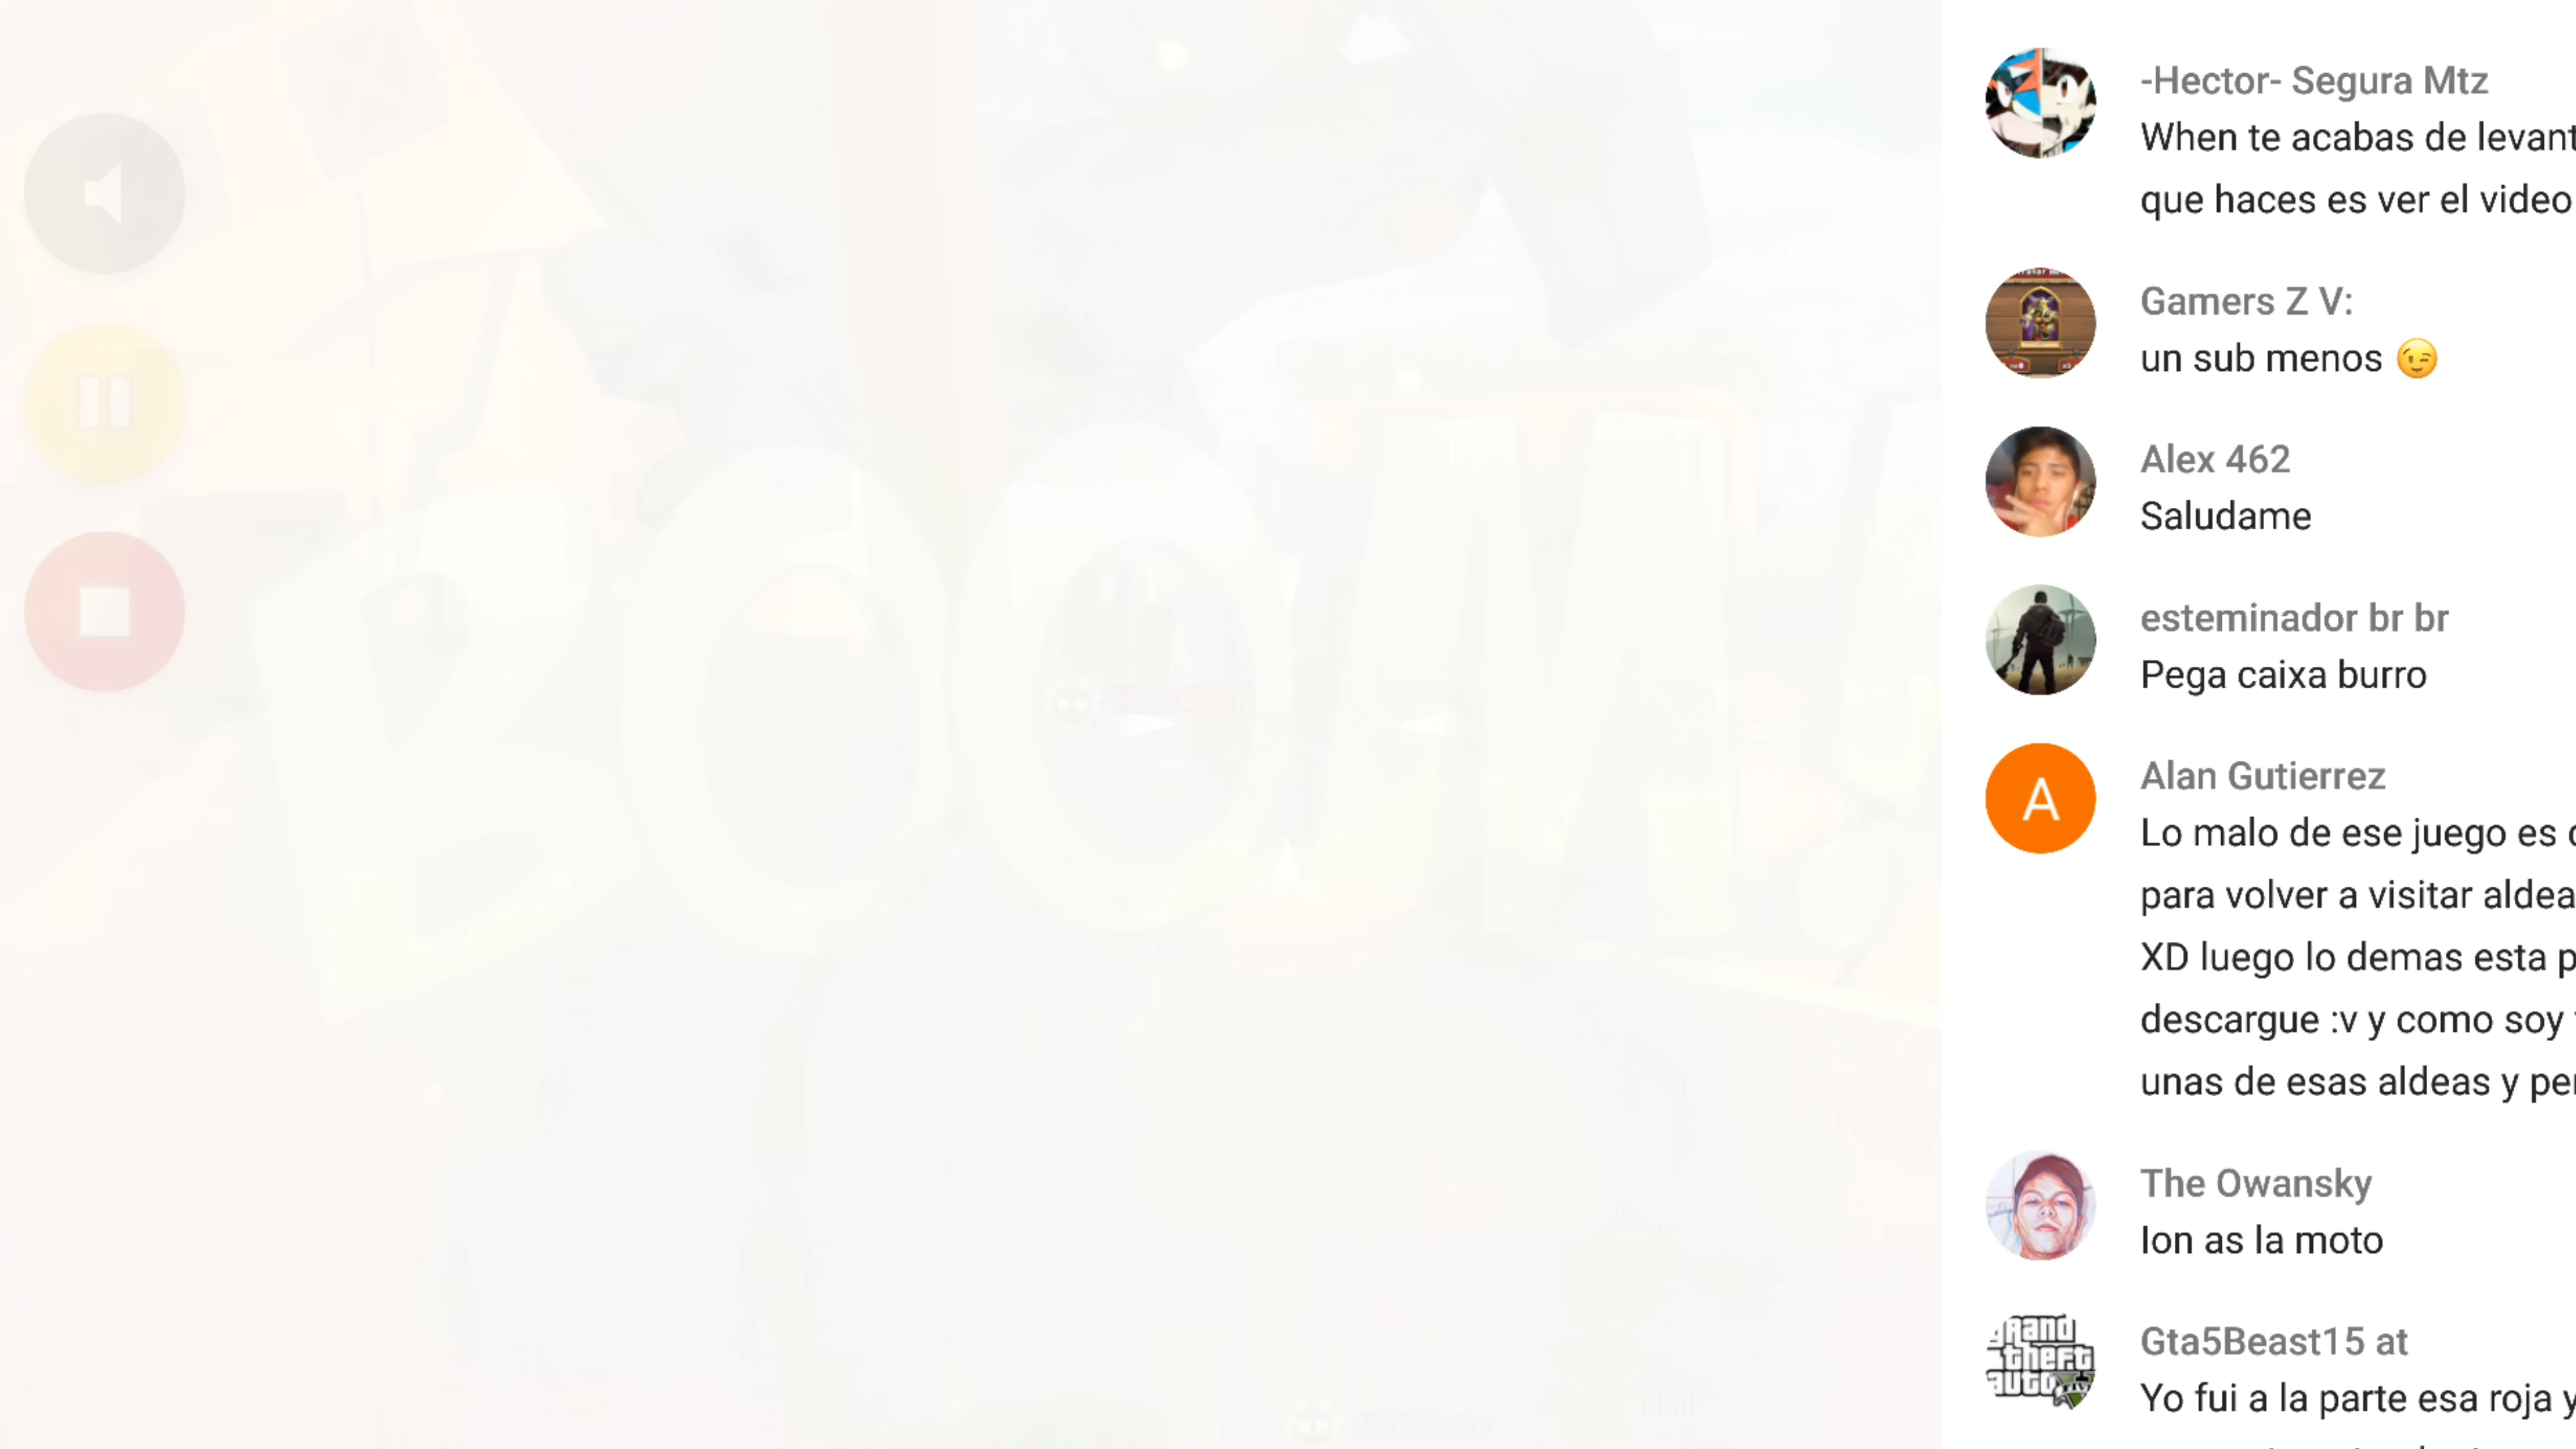 -Hector- Segura Mtz
When te acabas de
que haces es ver el video
Gamers Z V:
un sub menos 😉
Alex 462
Saludame
esteminador br br
Pega caixa burro
A
Alan Gutierrez
Lo malo de ese juego es
para volver a visitar
XD luego lo demas esta
descargue :v y como soy
unas de esas aldeas y
The Owansky
Ion as la moto
grand
theft
auto
Gta5Beast15 at
Yo fui a la parte esa roja y